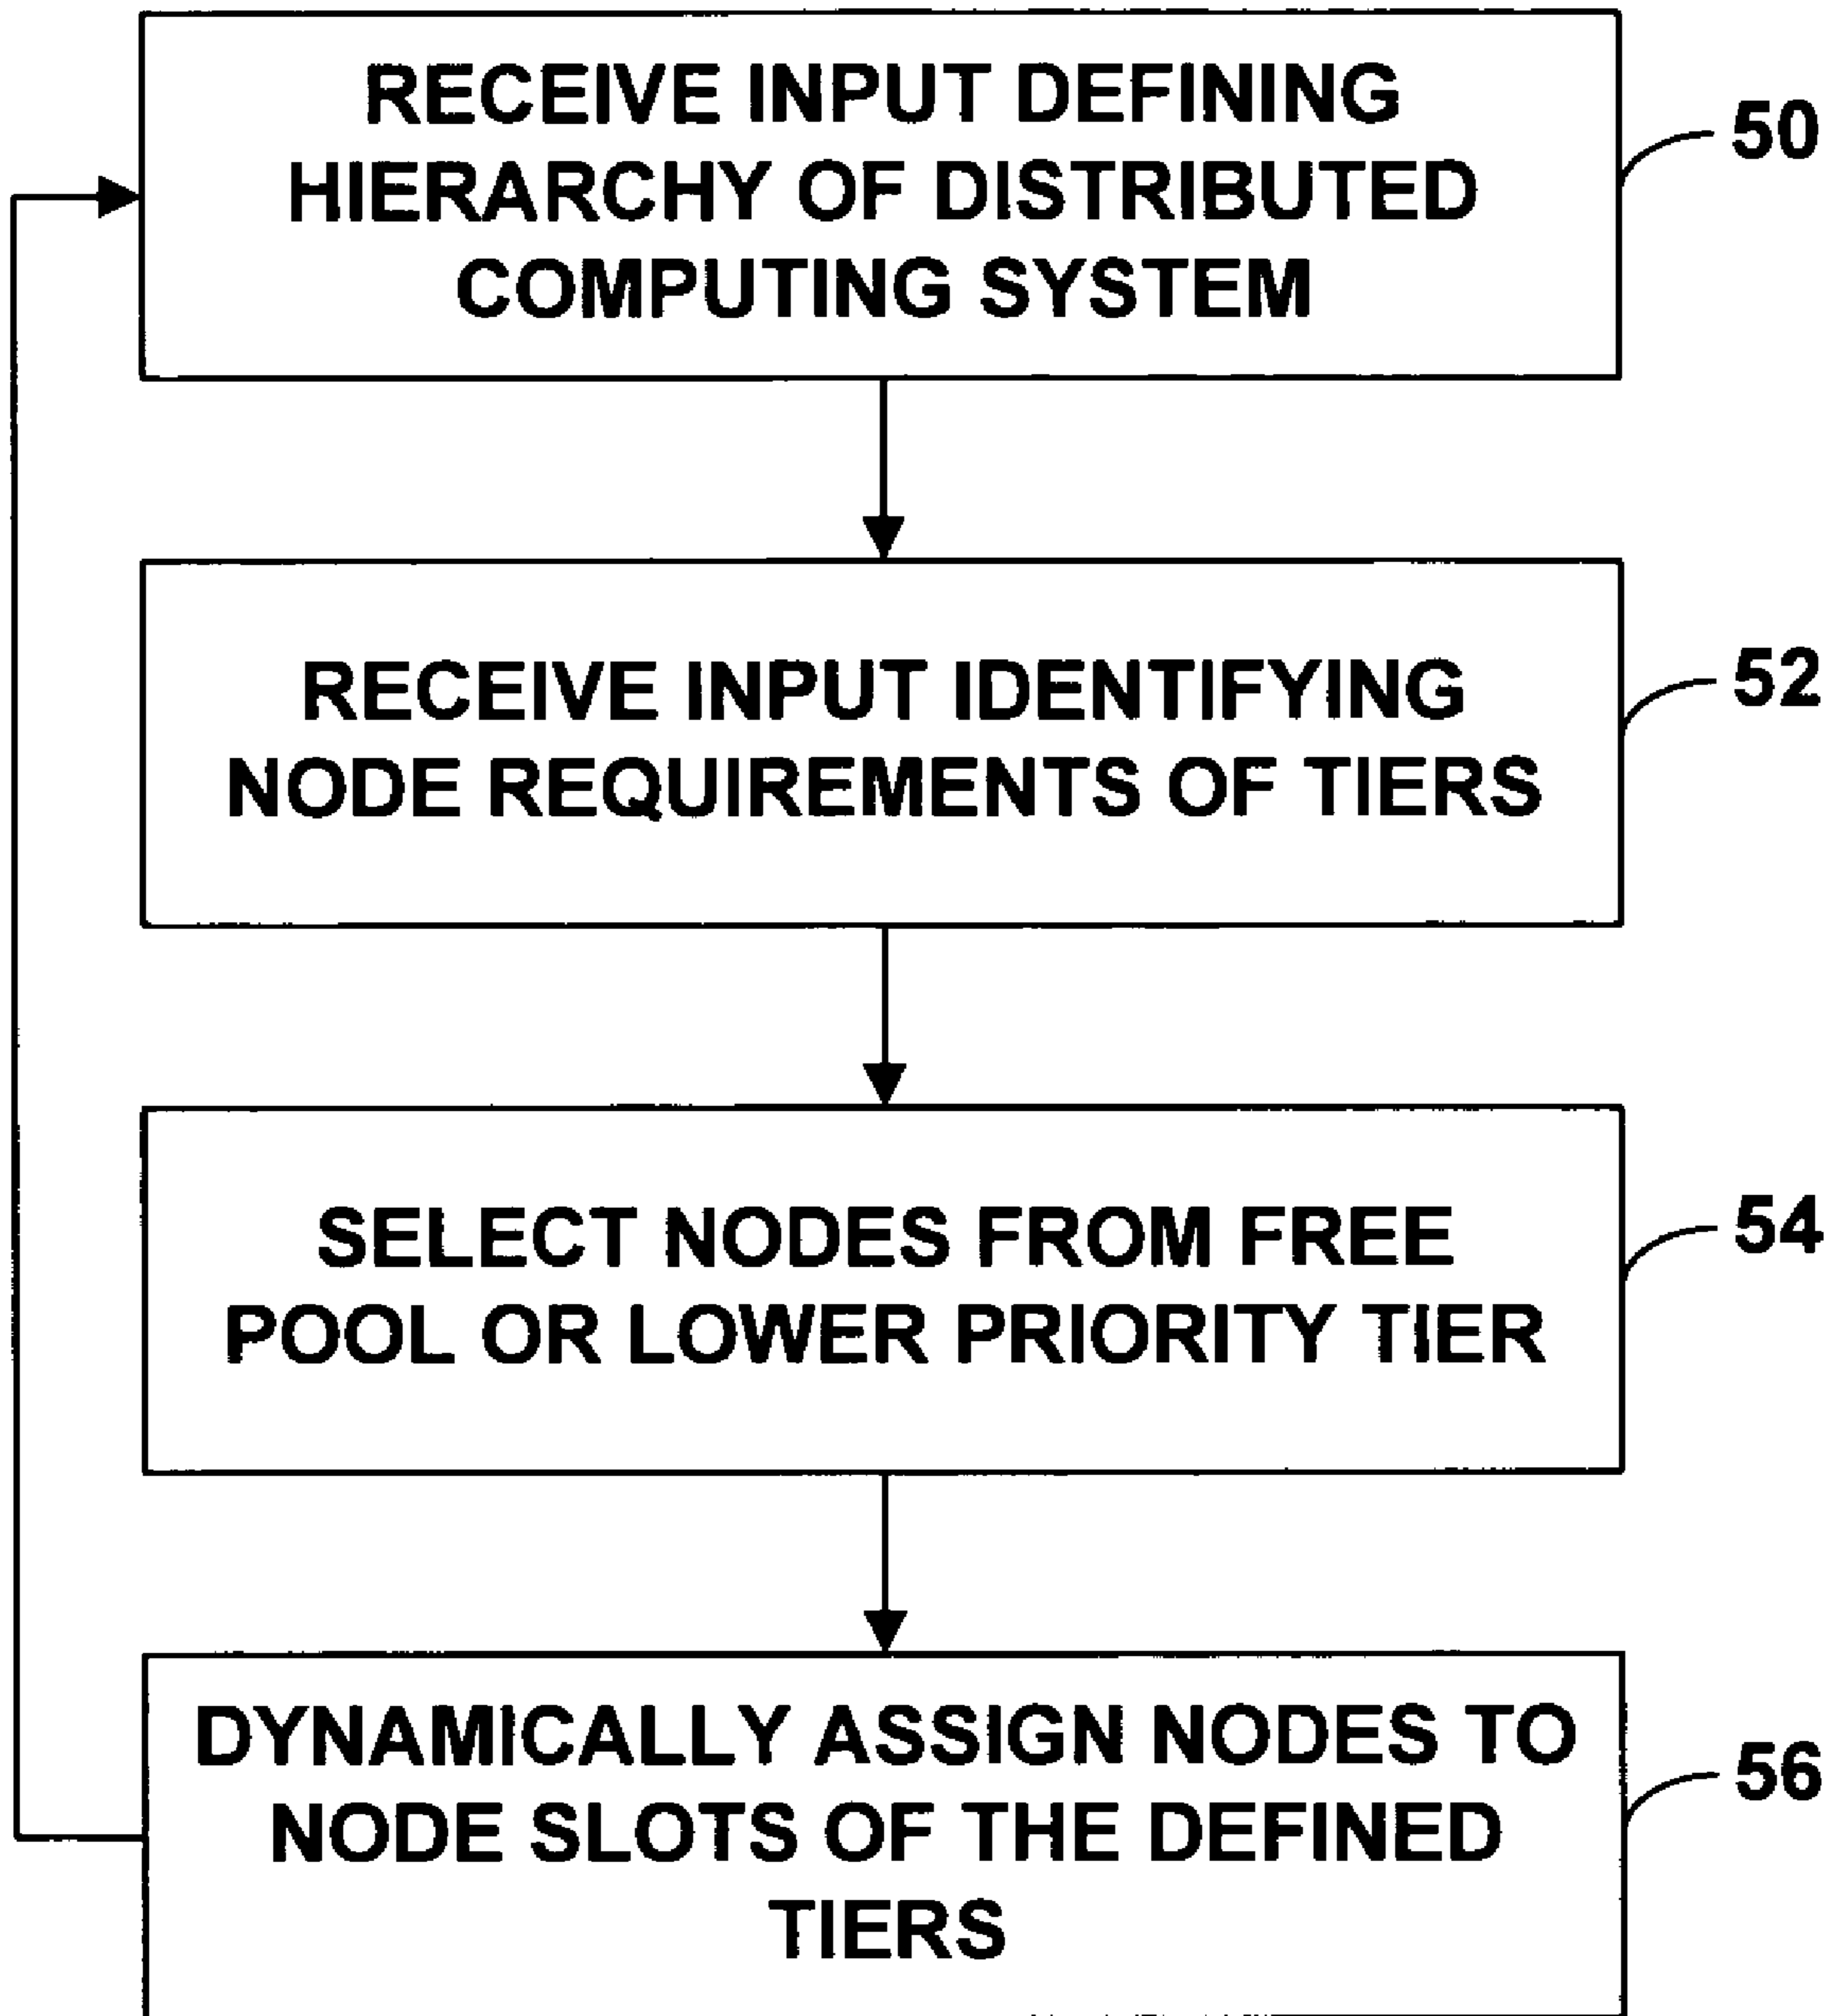 RECEIVE INPUT DEFINING
HIERARCHY OF DISTRIBUTED
COMPUTING SYSTEM
50
RECEIVE INPUT IDENTIFYING
NODE REQUIREMENTS OF TIERS
52
SELECT NODES FROM FREE
POOL OR LOWER PRIORITY TIER
54
DYNAMICALLY ASSIGN NODES TO
NODE SLOTS OF THE DEFINED
TIERS
56